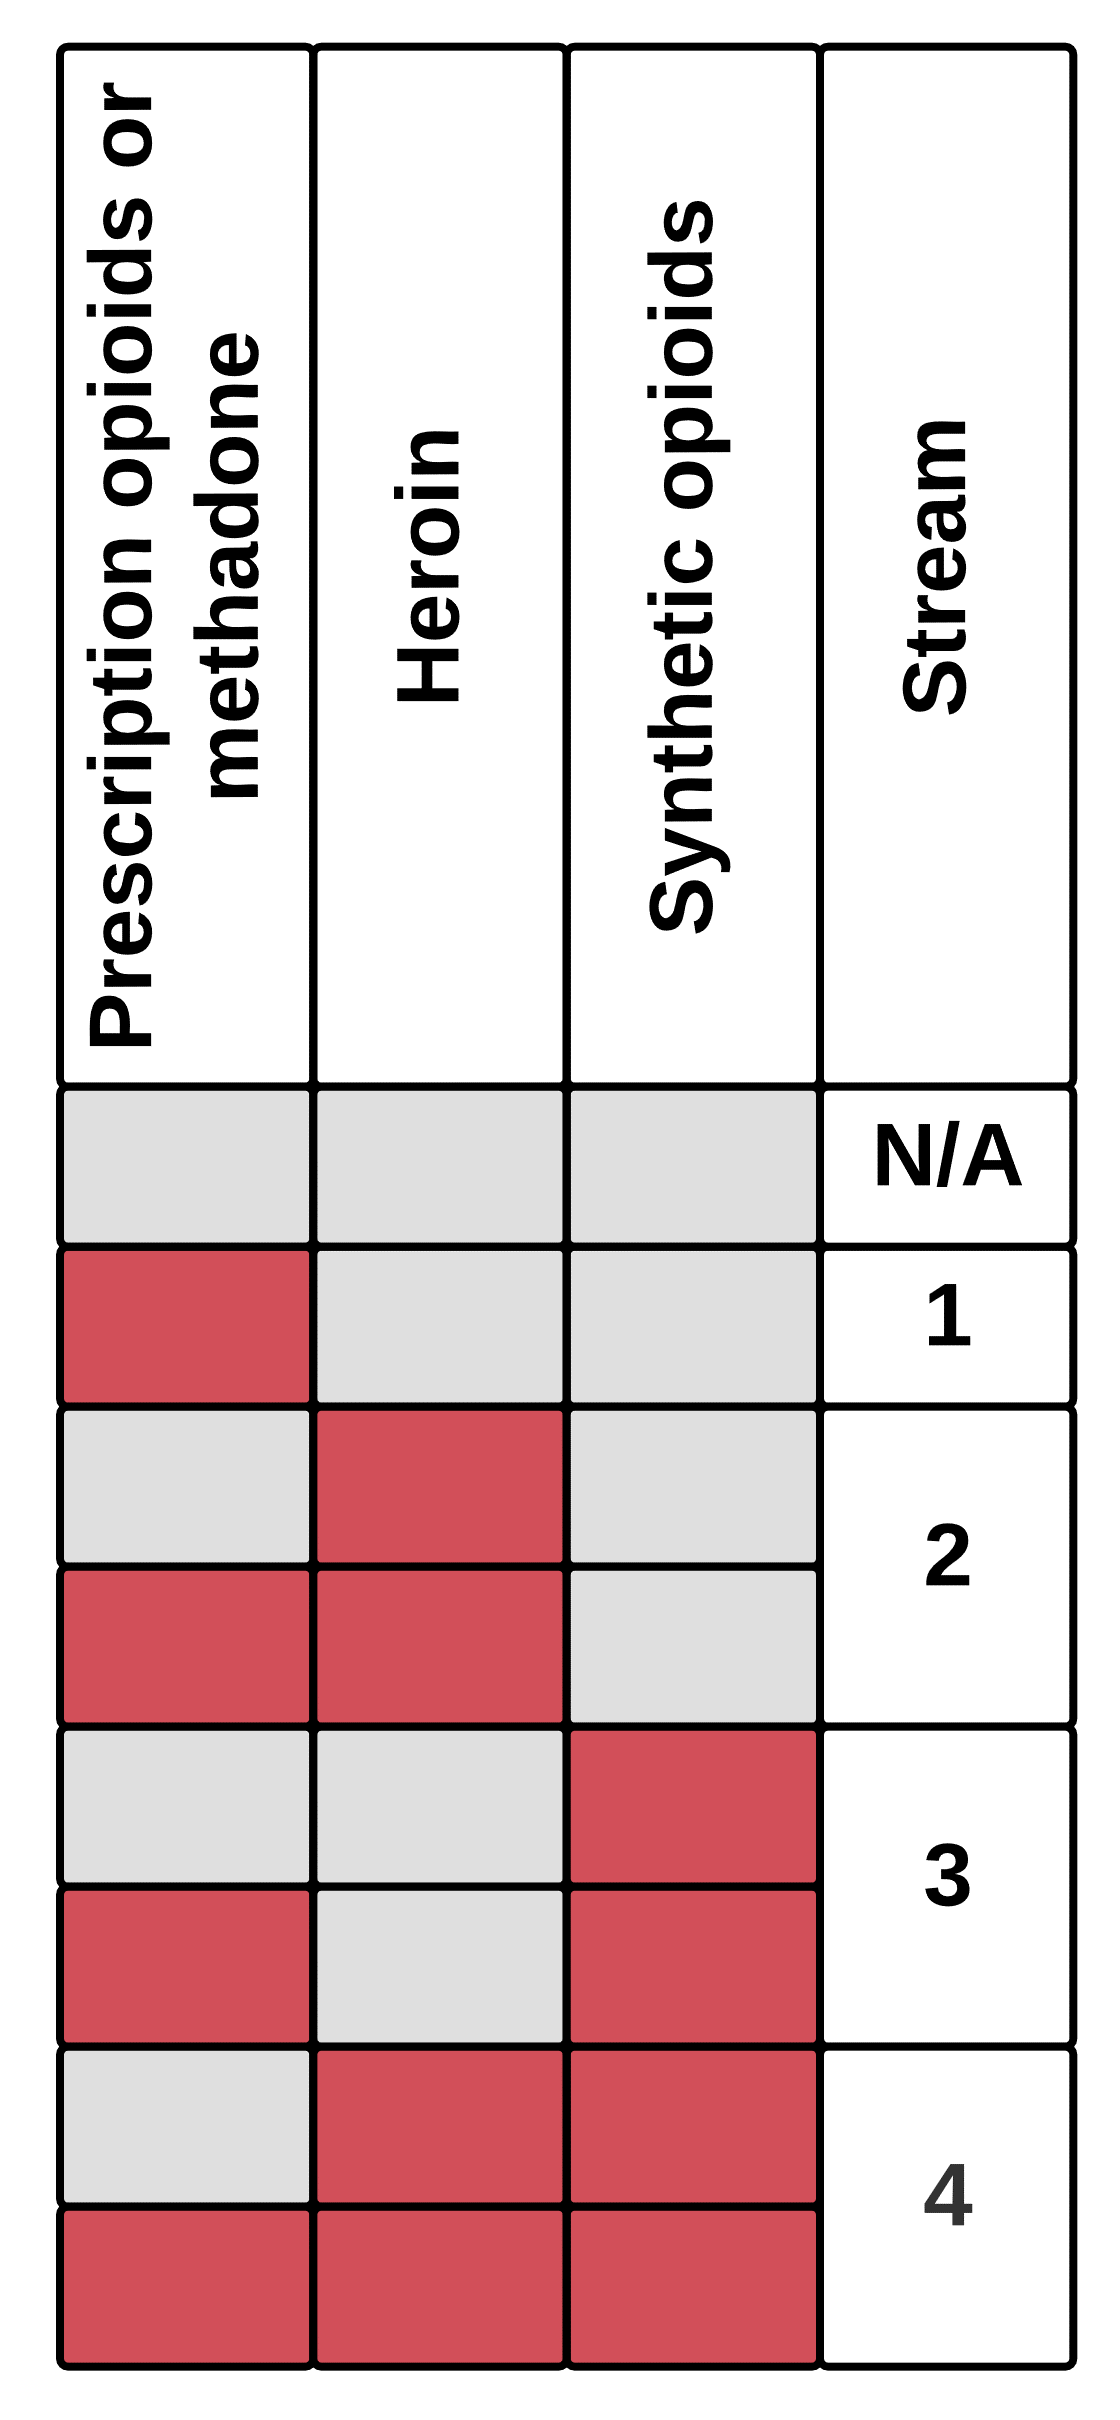 Prescription opioids or
methadone
Heroin
Synthetic opioids
Stream
N/A
1
2
3
4